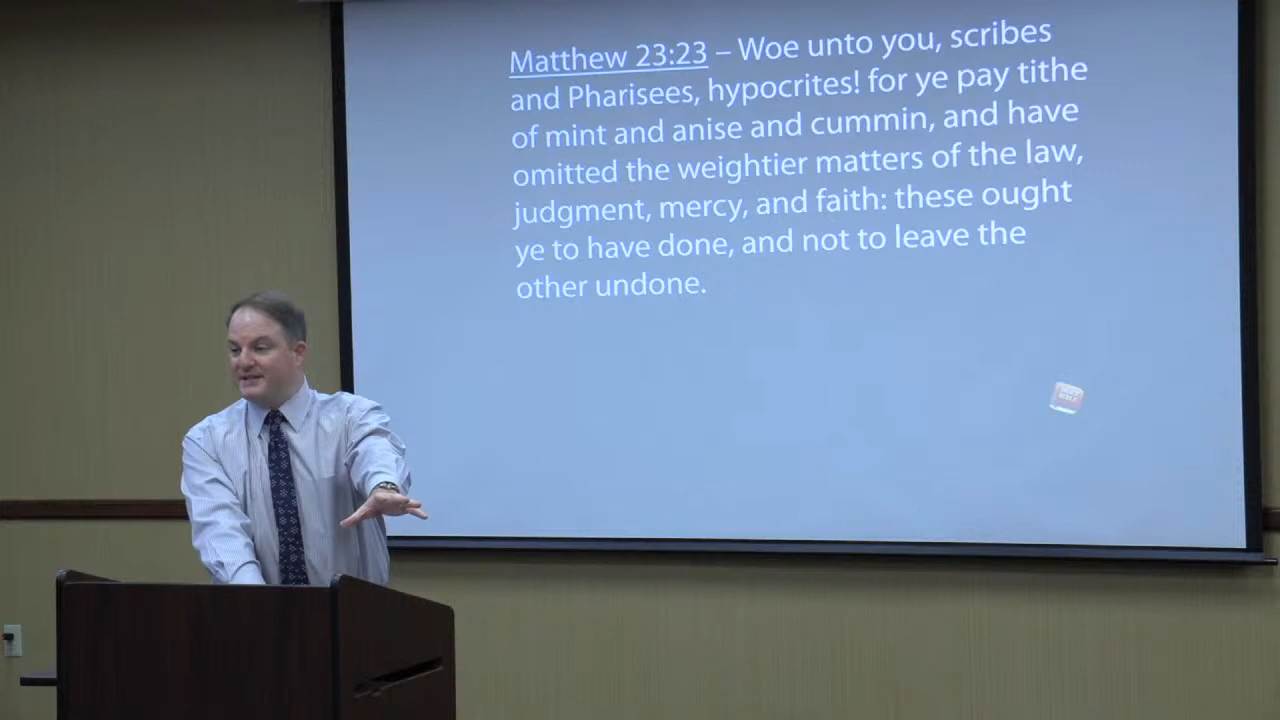 Matthew 23:23 – Woe unto you, scribes
and Pharisees, hypocrites! for ye pay tithe
of mint and anise and cummin, and have
omitted the weightier matters of the law,
judgment, mercy, and faith: these ought
ye to have done, and not to leave the
other undone.
HOLY
BIBLE